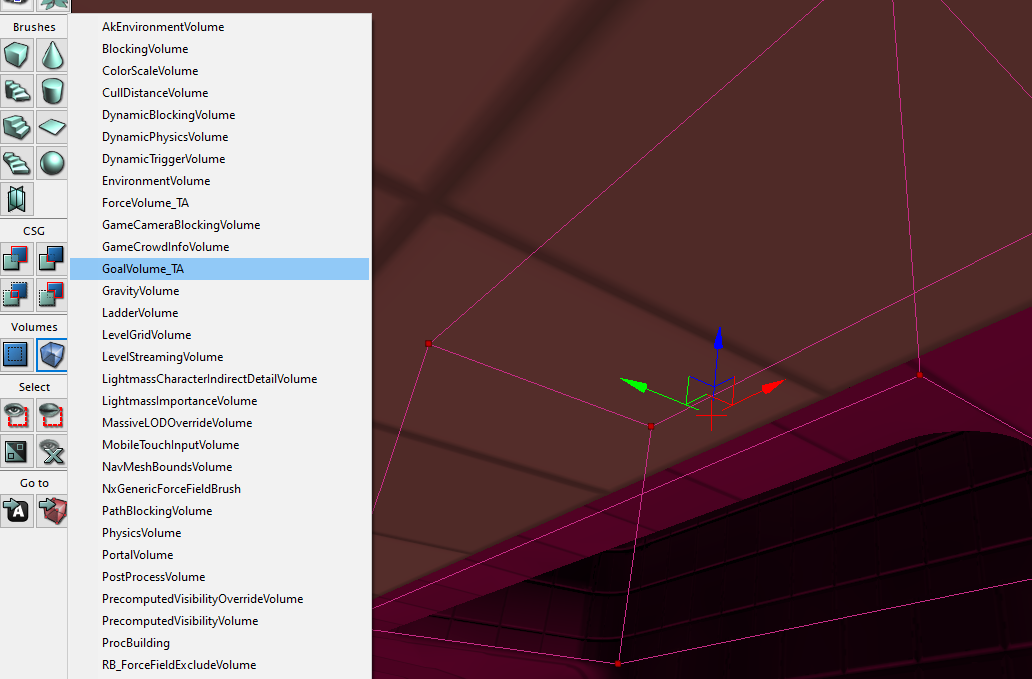 Brushes
CSG
Volumes
Select
Go to
A
AkEnvironmentVolume
BlockingVolume
ColorScaleVolume
CullDistanceVolume
DynamicBlockingVolume
DynamicPhysicsVolume
DynamicTriggerVolume
EnvironmentVolume
ForceVolume_TA
GameCameraBlockingVolume
GameCrowdInfoVolume
GoalVolume_TA
GravityVolume
LadderVolume
LevelGridVolume
LevelStreamingVolume
LightmassCharacterIndirectDetailVolume
LightmassImportanceVolume
MassiveLODOverrideVolume
MobileTouchInputVolume
NavMeshBoundsVolume
NxGenericForceFieldBrush
PathBlockingVolume
PhysicsVolume
PortalVolume
PostProcessVolume
PrecomputedVisibilityOverrideVolume
PrecomputedVisibilityVolume
ProcBuilding
RB_ForceFieldExcludeVolume